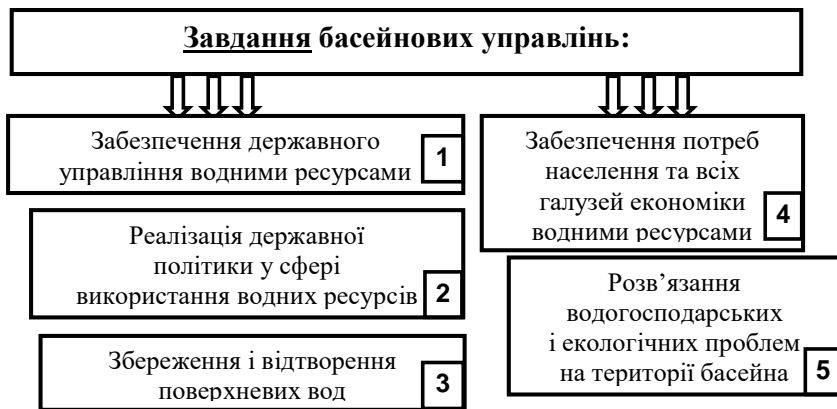 Завдання басейнових управлінь:
Забезпечення державного
управління водними ресурсами
1
Реалізація державної
політики у сфері
використання водних ресурсів
2
Збереження і відтворення
поверхневих вод
3
Забезпечення потреб
населення та всіх
галузей економіки
водними ресурсами
4
Розв’язання
водогосподарських
і екологічних проблем
на території басейна
5